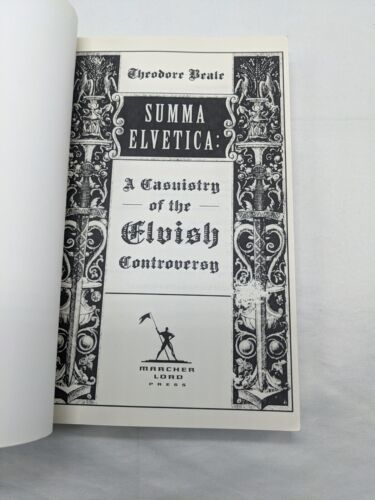 Theodore Beale
SUMMA
ELVETICA:
A Casuistry
of the
Elvish
Controversy
MARCHER
LORD
PRESS